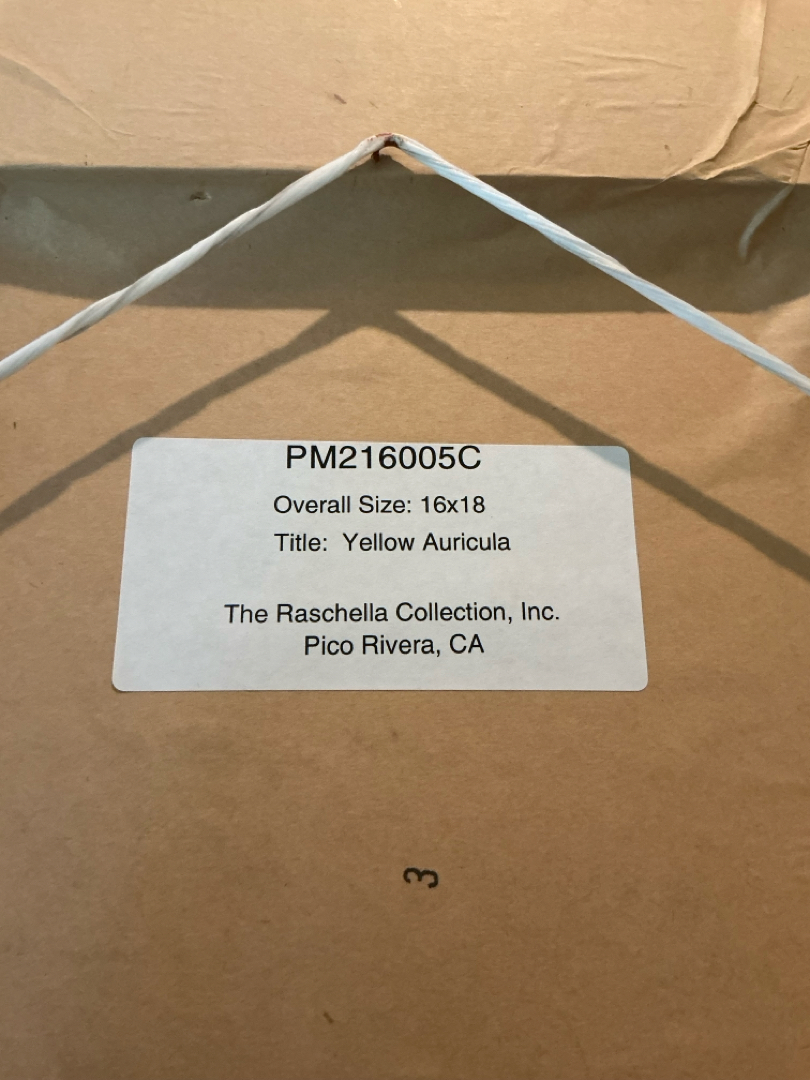 PM216005C
Overall Size: 16x18
Title: Yellow Auricula
The Raschella Collection, Inc.
Pico Rivera, CA
3